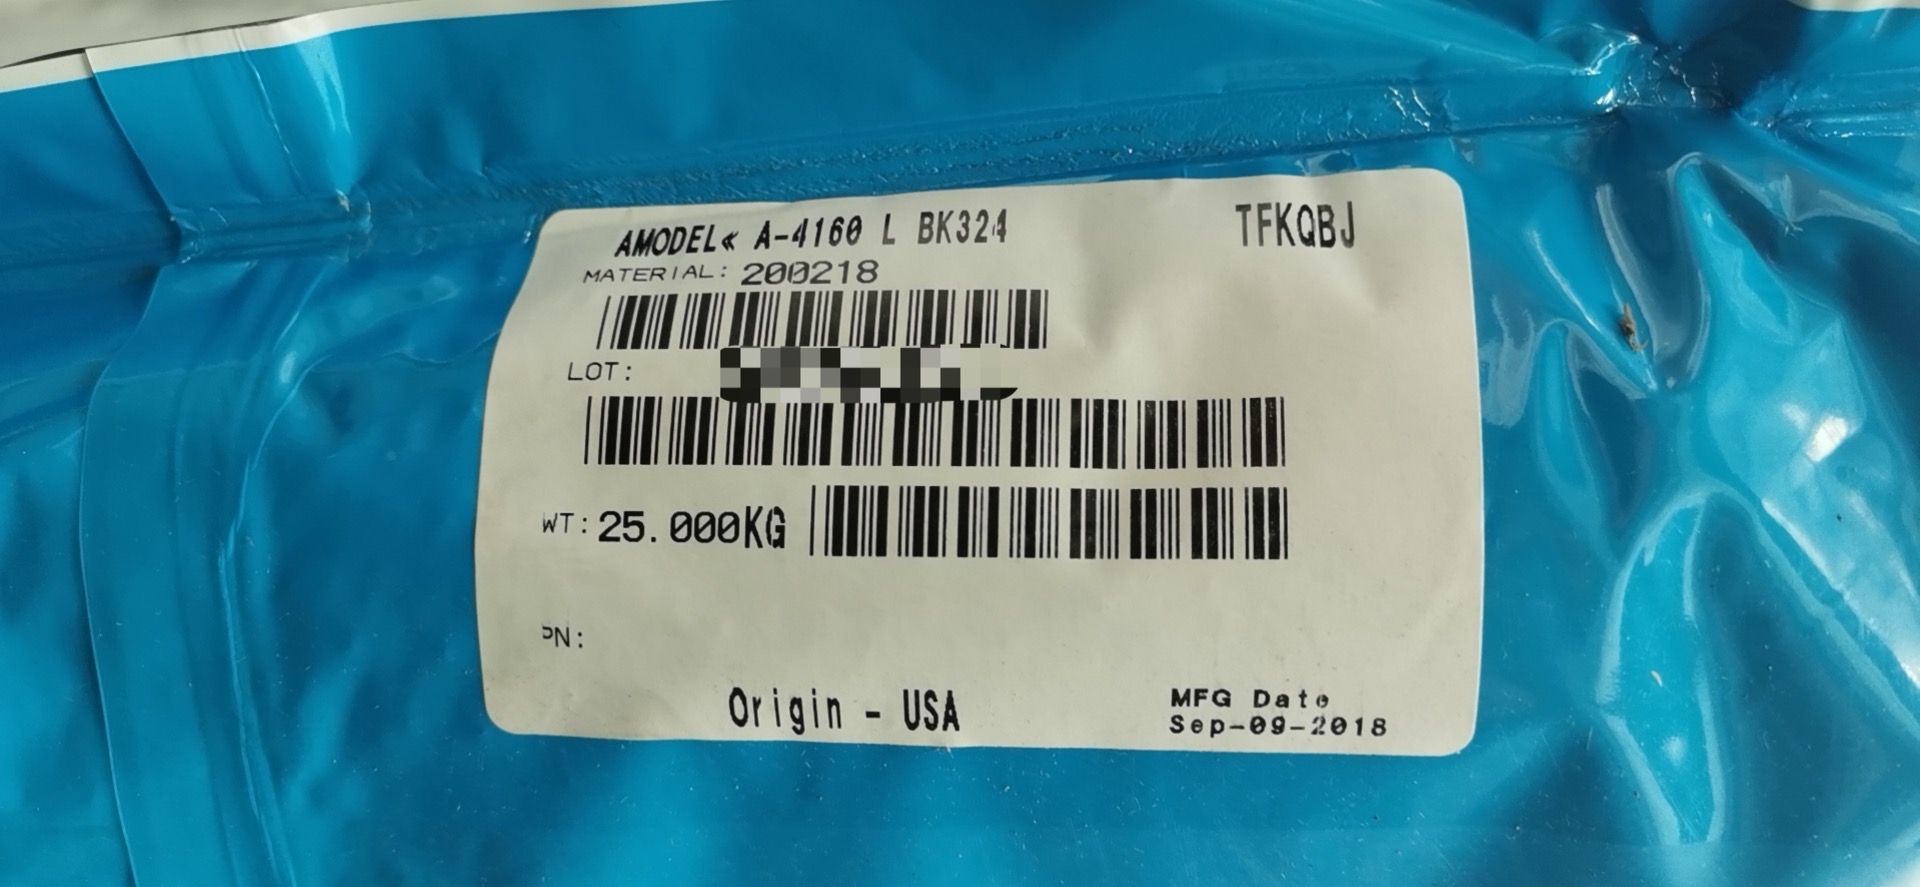 AMODEL« A-4160 L BK324 TFKQBJ
MATERIAL: 200218
LOT:
WT: 25.000KG
PN:
Origin - USA
MFG Date
Sep-09-2018